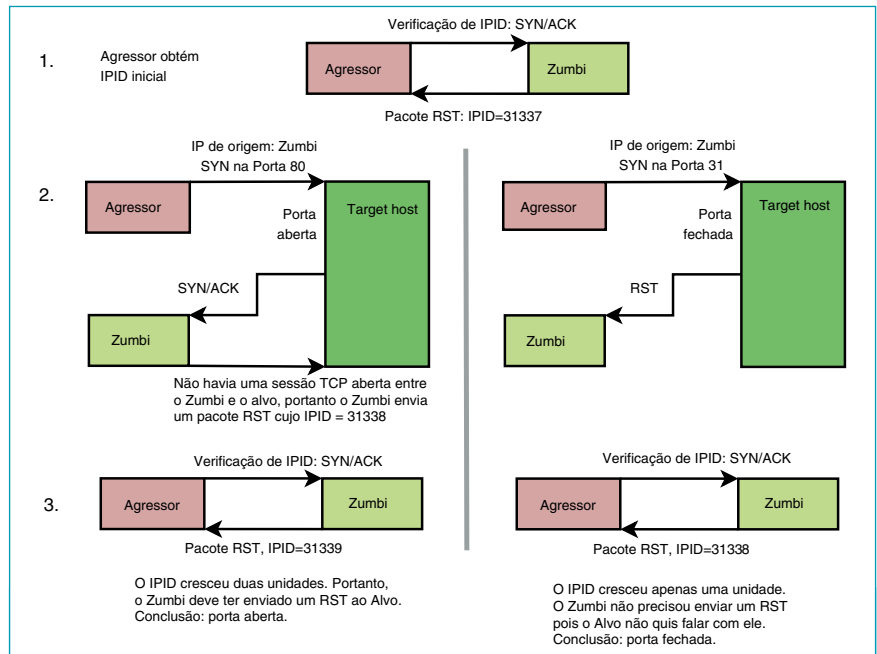 1.
Agressor obtém
IPID inicial
Verificação de IPID: SYN/ACK
Agressor
Zumbi
Pacote RST: IPID=31337
2.
IP de origem: Zumbi
SYN na Porta 80
Agressor
Porta
aberta
Target host
SYN/ACK
Zumbi
Não havia uma sessão TCP aberta entre
o Zumbi e o alvo, portanto o Zumbi envia
um pacote RST cujo IPID = 31338
IP de origem: Zumbi
SYN na Porta 31
Agressor
Porta
fechada
Target host
RST
Zumbi
3.
Verificação de IPID: SYN/ACK
Agressor
Zumbi
Pacote RST, IPID=31339
O IPID cresceu duas unidades. Portanto,
o Zumbi deve ter enviado um RST ao Alvo.
Conclusão: porta aberta.
Verificação de IPID: SYN/ACK
Agressor
Zumbi
Pacote RST, IPID=31338
O IPID cresceu apenas uma unidade.
O Zumbi não precisou enviar um RST
pois o Alvo não quis falar com ele.
Conclusão: porta fechada.